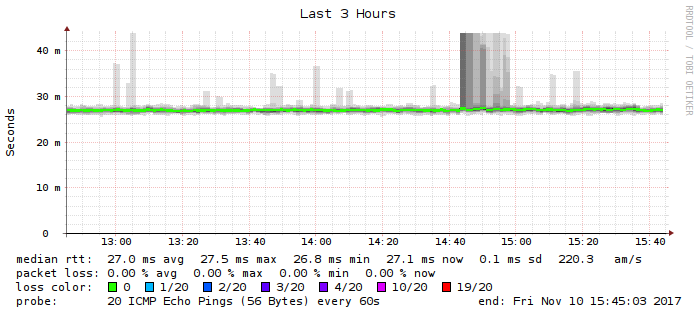 Last 3 Hours
RRDTOOL / TOBI OETIKER
Seconds
40 m
30 m
20 m
10 m
0
13:00 13:20 13:40 14:00 14:20 14:40 15:00 15:20 15:40
median rtt: 27.0 ms avg 27.5 ms max 26.8 ms min 27.1 ms now 0.1 ms sd 220.3 am/s
packet loss: 0.00 % avg 0.00 % max 0.00 % min 0.00 % now
loss color: 0 1/20 2/20 3/20 4/20 10/20 19/20
probe: 20 ICMP Echo Pings (56 Bytes) every 60s end: Fri Nov 10 15:45:03 2017